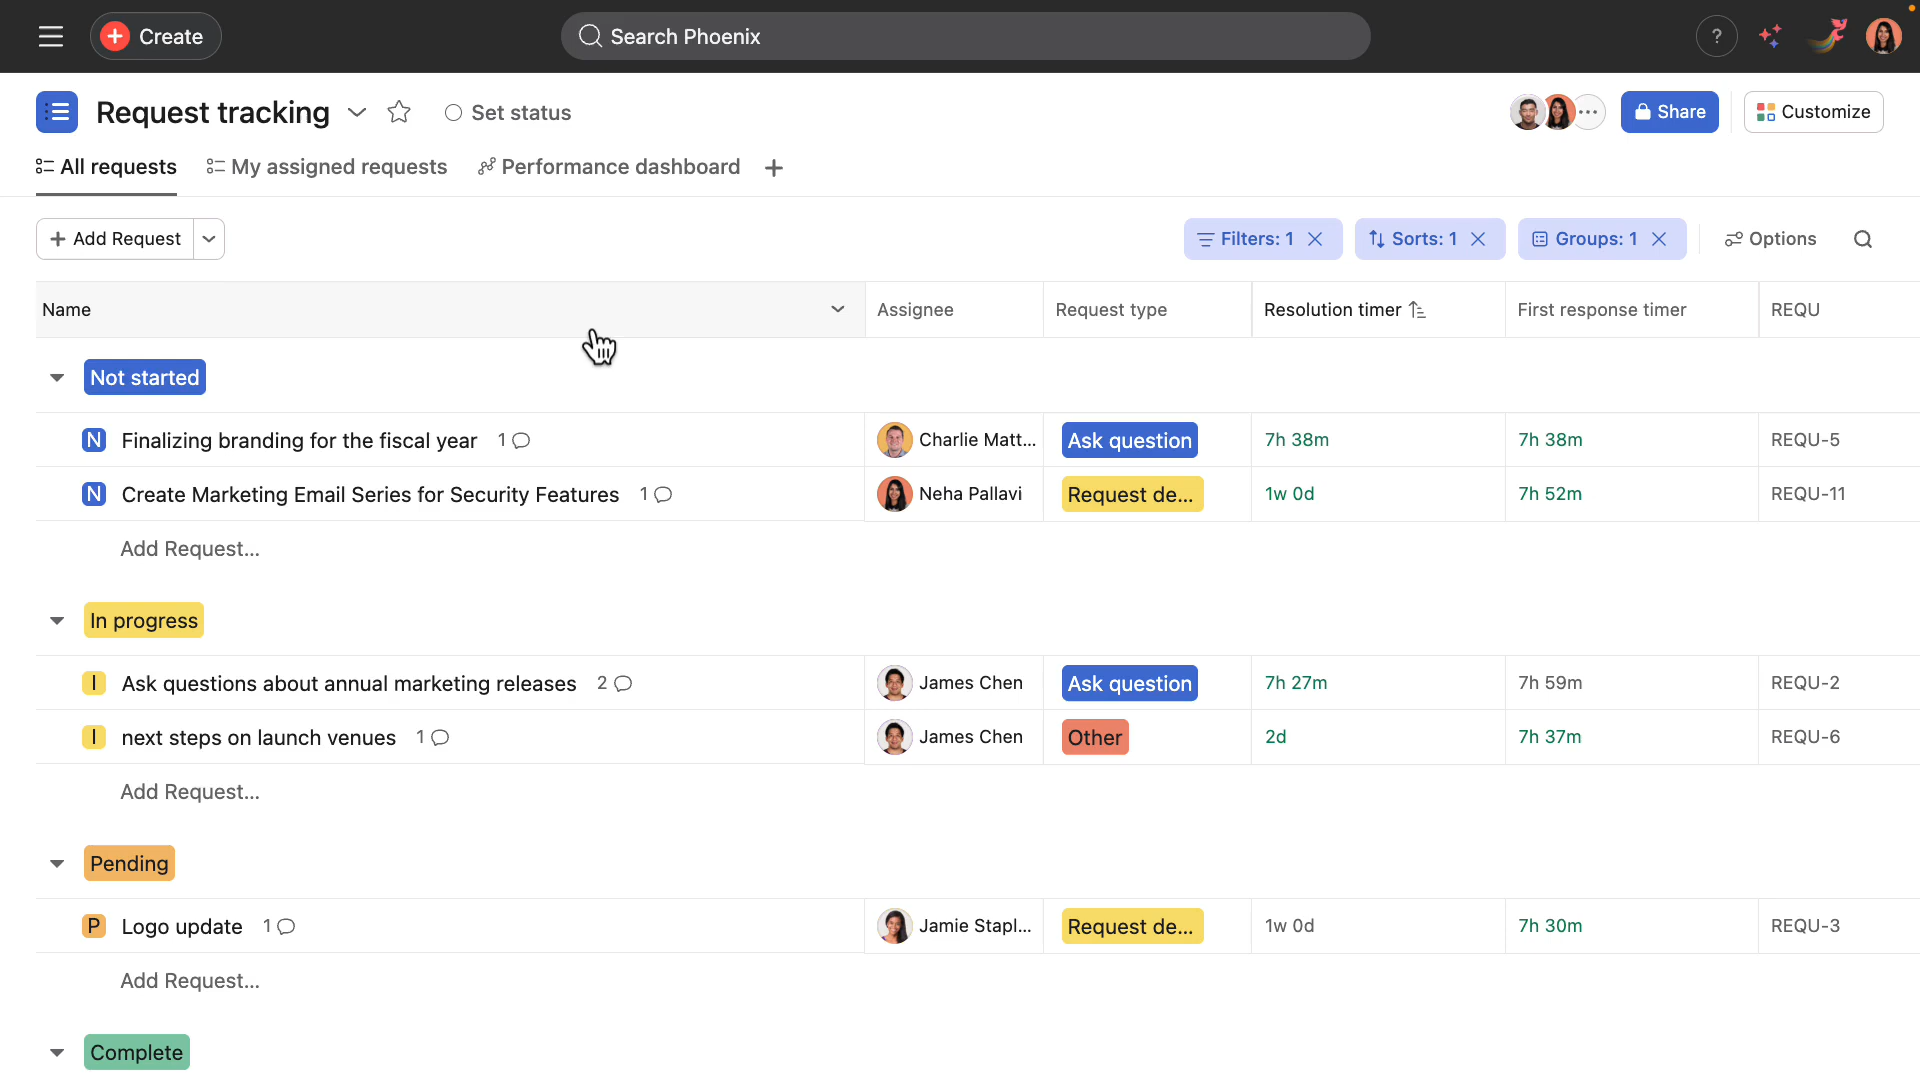 Create
Search Phoenix
?
Request tracking
Set status
Share
Customize
All requests
My assigned requests
Performance dashboard
Add Request
Filters: 1
Sorts: 1
Groups: 1
Options
Name
Assignee
Request type
Resolution timer
First response timer
REQU
Not started
N Finalizing branding for the fiscal year 1 Charlie Matt... Ask question 7h 38m 7h 38m REQU-5
N Create Marketing Email Series for Security Features 1 Neha Pallavi Request de... 1w 0d 7h 52m REQU-11
Add Request...
In progress
I Ask questions about annual marketing releases 2 James Chen Ask question 7h 27m 7h 59m REQU-2
I next steps on launch venues 1 James Chen Other 2d 7h 37m REQU-6
Add Request...
Pending
P Logo update 1 Jamie Stapl... Request de... 1w 0d 7h 30m REQU-3
Add Request...
Complete